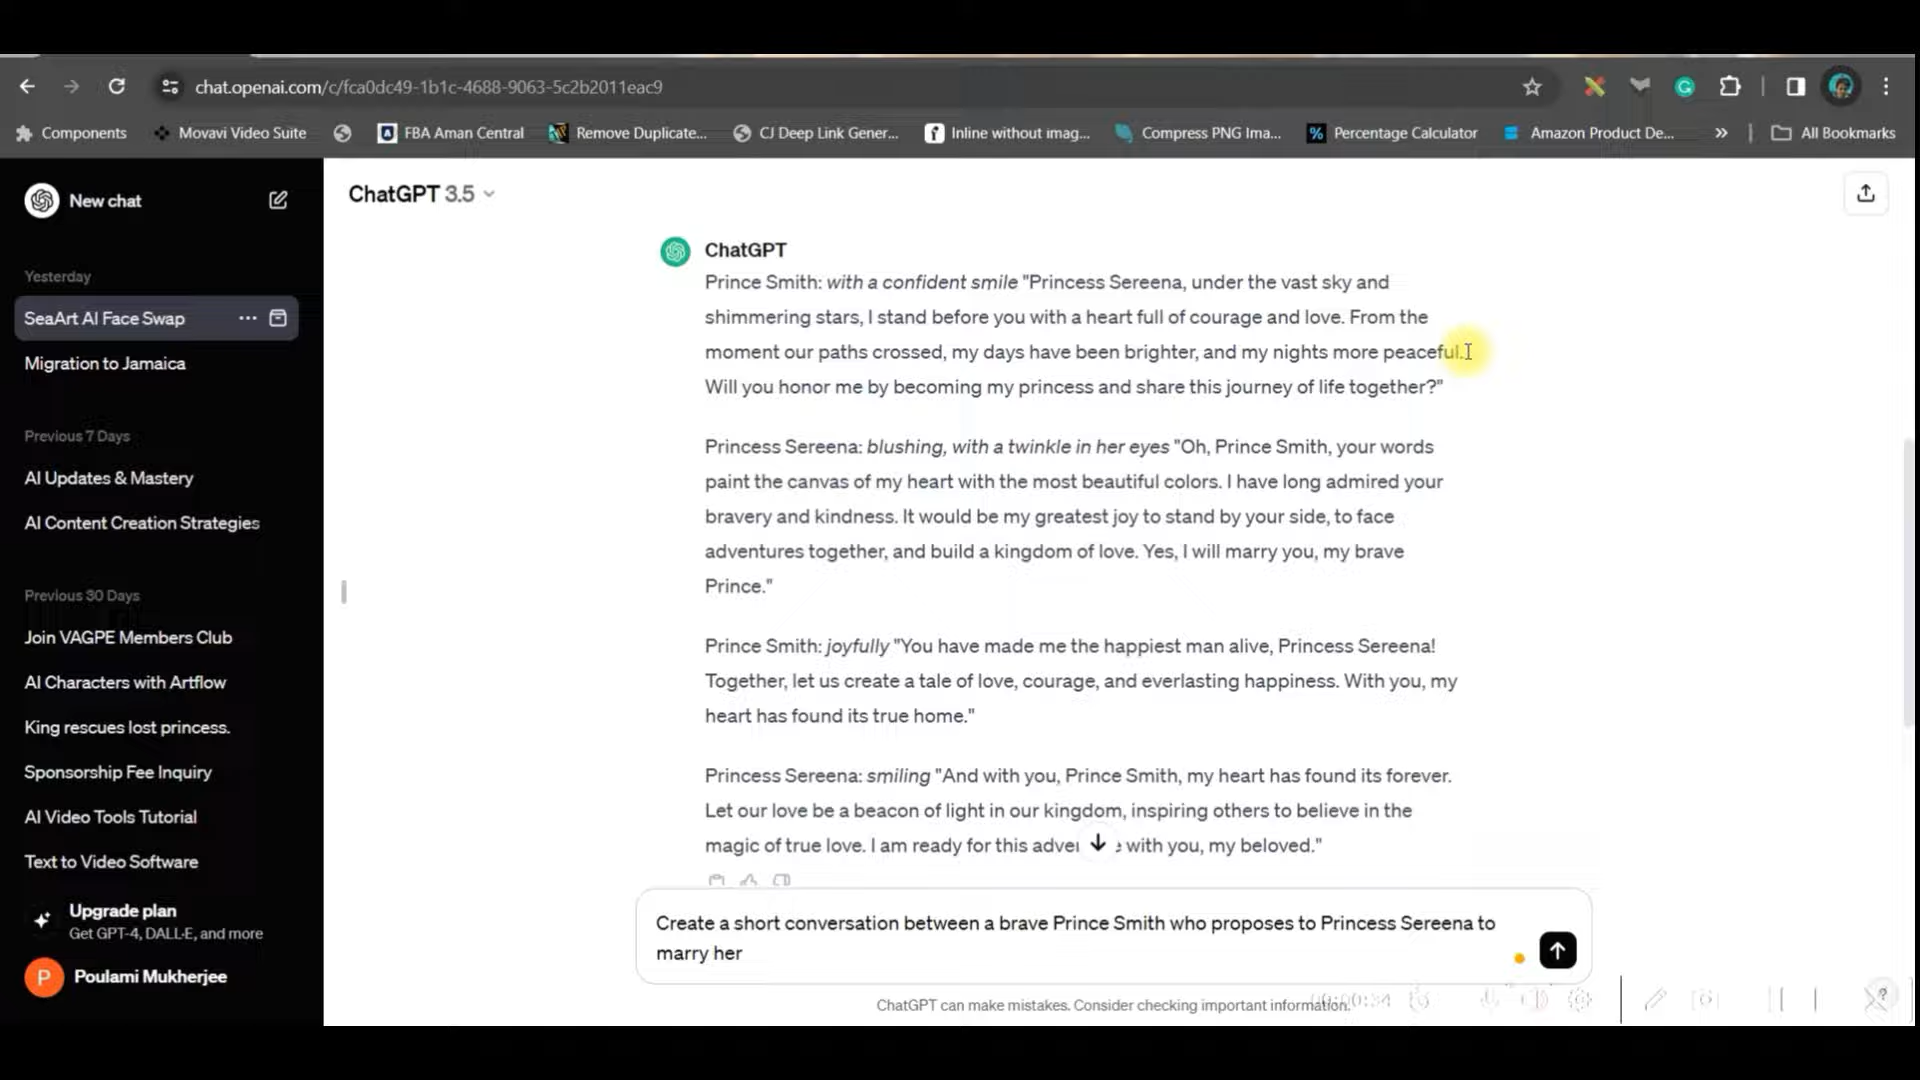 chat.openai.com/c/fca0dc49-1b1c-4688-9063-5c2b2011eac9
Components
Movavi Video Suite
FBA Aman Central
Remove Duplicate...
CJ Deep Link Gener...
Inline without imag...
Compress PNG Ima...
Percentage Calculator
Amazon Product De...
All Bookmarks
New chat
Yesterday
SeaArt AI Face Swap
Migration to Jamaica
Previous 7 Days
AI Updates & Mastery
AI Content Creation Strategies
Previous 30 Days
Join VAGPE Members Club
AI Characters with Artflow
King rescues lost princess.
Sponsorship Fee Inquiry
AI Video Tools Tutorial
Text to Video Software
Upgrade plan
Get GPT-4, DALL·E, and more
P
Poulami Mukherjee
ChatGPT 3.5
ChatGPT
Prince Smith: with a confident smile "Princess Sereena, under the vast sky and
shimmering stars, I stand before you with a heart full of courage and love. From the
moment our paths crossed, my days have been brighter, and my nights more peaceful.
Will you honor me by becoming my princess and share this journey of life together?"
Princess Sereena: blushing, with a twinkle in her eyes "Oh, Prince Smith, your words
paint the canvas of my heart with the most beautiful colors. I have long admired your
bravery and kindness. It would be my greatest joy to stand by your side, to face
adventures together, and build a kingdom of love. Yes, I will marry you, my brave
Prince."
Prince Smith: joyfully "You have made me the happiest man alive, Princess Sereena!
Together, let us create a tale of love, courage, and everlasting happiness. With you, my
heart has found its true home."
Princess Sereena: smiling "And with you, Prince Smith, my heart has found its forever.
Let our love be a beacon of light in our kingdom, inspiring others to believe in the
magic of true love. I am ready for this adve e with you, my beloved."
Create a short conversation between a brave Prince Smith who proposes to Princess Sereena to
marry her
ChatGPT can make mistakes. Consider checking important information.